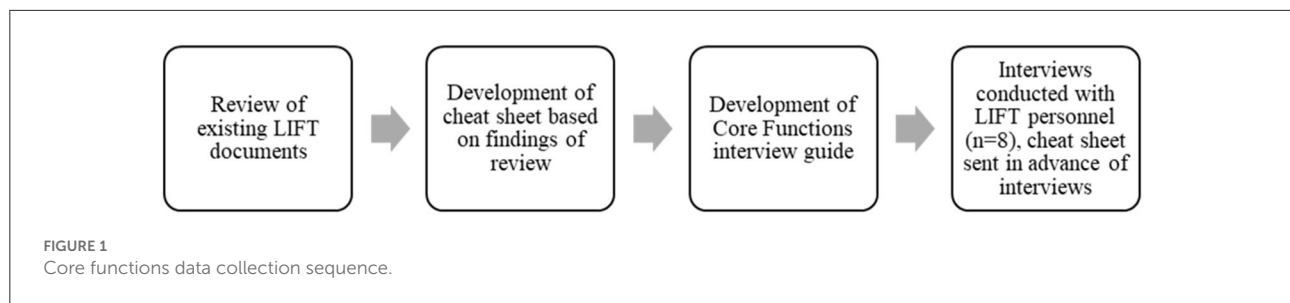 Review of
existing LIFT
documents
Development of
cheat sheet based
on findings of
review
Development of
Core Functions
interview guide
Interviews
conducted with
LIFT personnel
(n=8), cheat sheet
sent in advance of
interviews
FIGURE 1
Core functions data collection sequence.